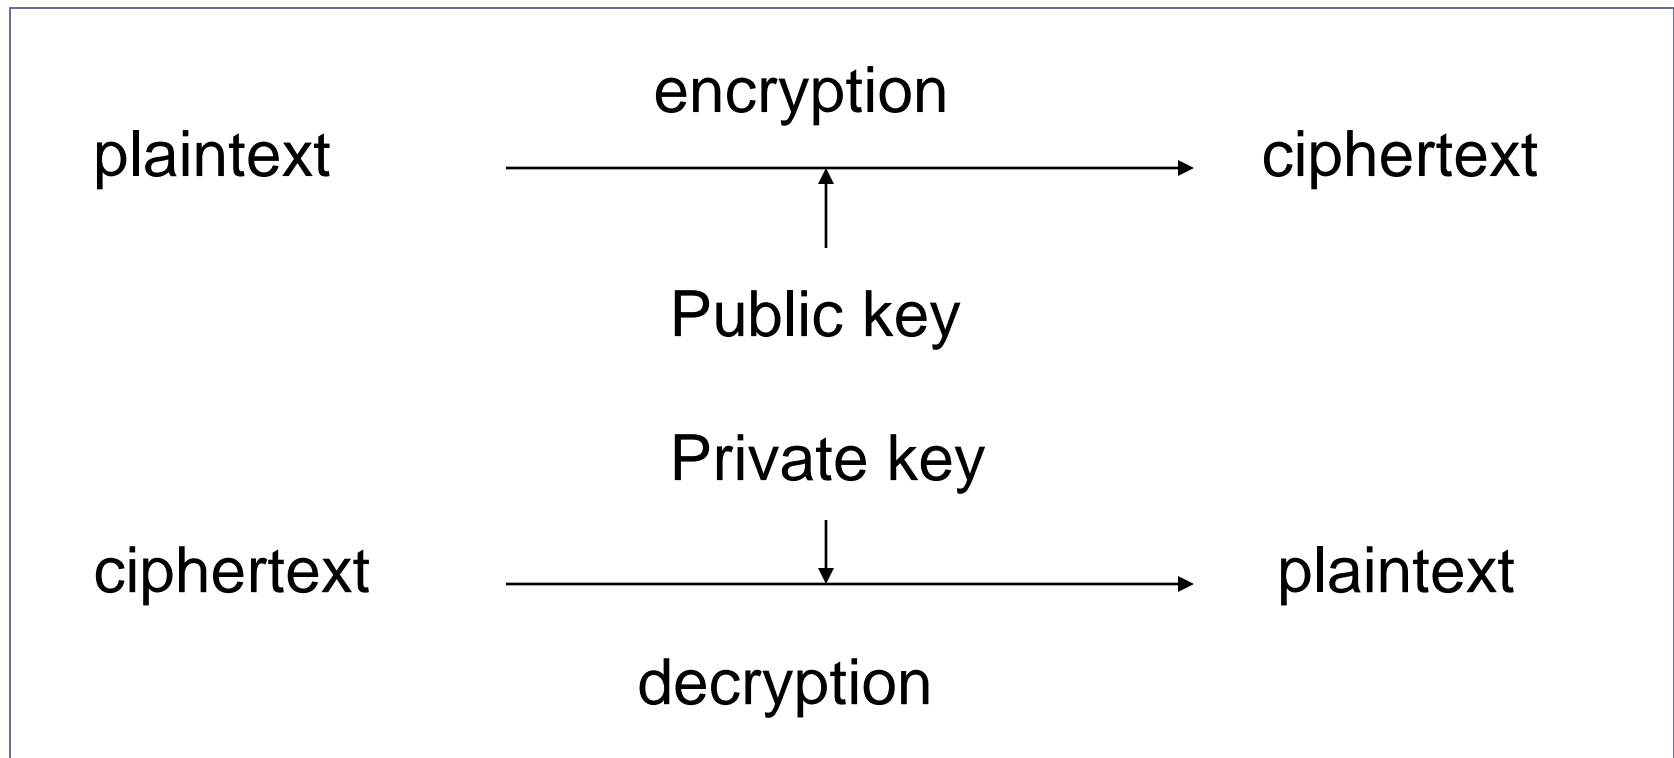 encryption
plaintext ciphertext
Public key
Private key
ciphertext plaintext
decryption